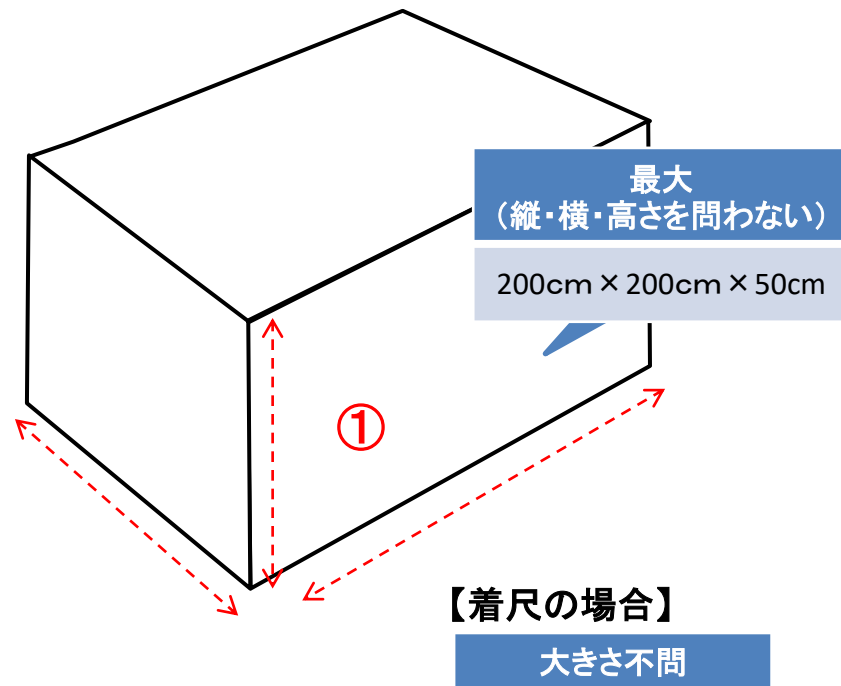 最大
（縦・横・高さを問わない）
200cm×200cm×50cm
①
【着尺の場合】
大きさ不問